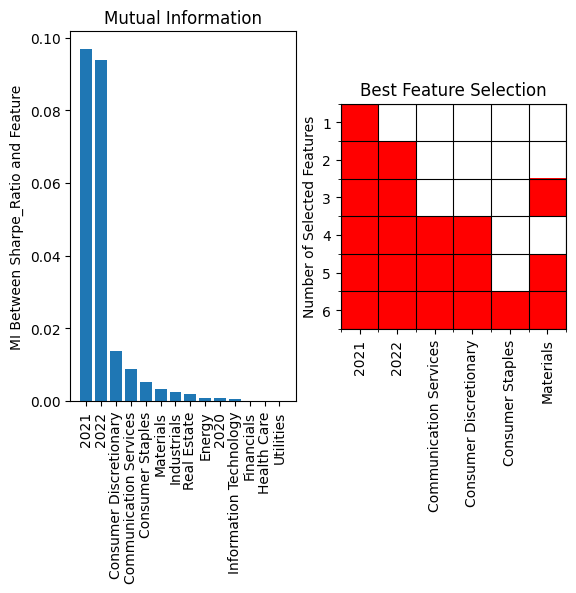 Mutual Information
MI Between Sharpe_Ratio and Feature
0.10
0.08
0.06
0.04
0.02
0.00
2021
2022
Consumer Discretionary
Communication Services
Consumer Staples
Materials
Industrials
Real Estate
Energy
2020
Information Technology
Financials
Health Care
Utilities
Best Feature Selection
Number of Selected Features
1
2
3
4
5
6
2021
2022
Communication Services
Consumer Discretionary
Consumer Staples
Materials